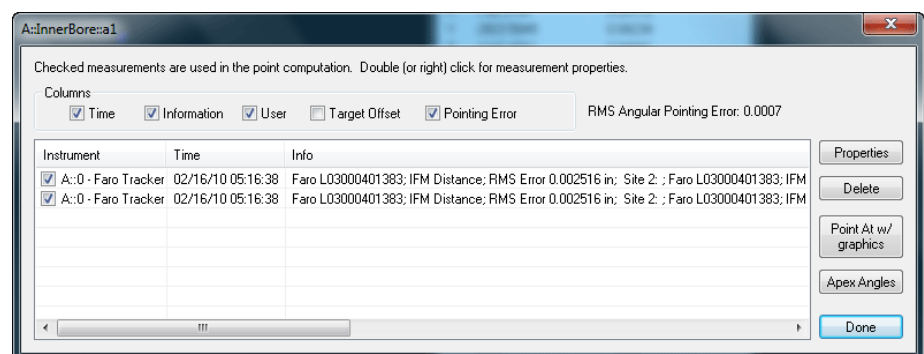 A::InnerBore::a1
Checked measurements are used in the point computation. Double (or right) click for measurement properties.
Columns
Time Information User Target Offset Pointing Error RMS Angular Pointing Error: 0.0007
Instrument Time Info
A::0 - Faro Tracker 02/16/10 05:16:38 Faro L03000401383; IFM Distance; RMS Error 0.002516 in; Site 2: ; Faro L03000401383; IFM
A::0 - Faro Tracker 02/16/10 05:16:38 Faro L03000401383; IFM Distance; RMS Error 0.002516 in; Site 2: ; Faro L03000401383; IFM
Properties
Delete
Point At w/
graphics
Apex Angles
Done